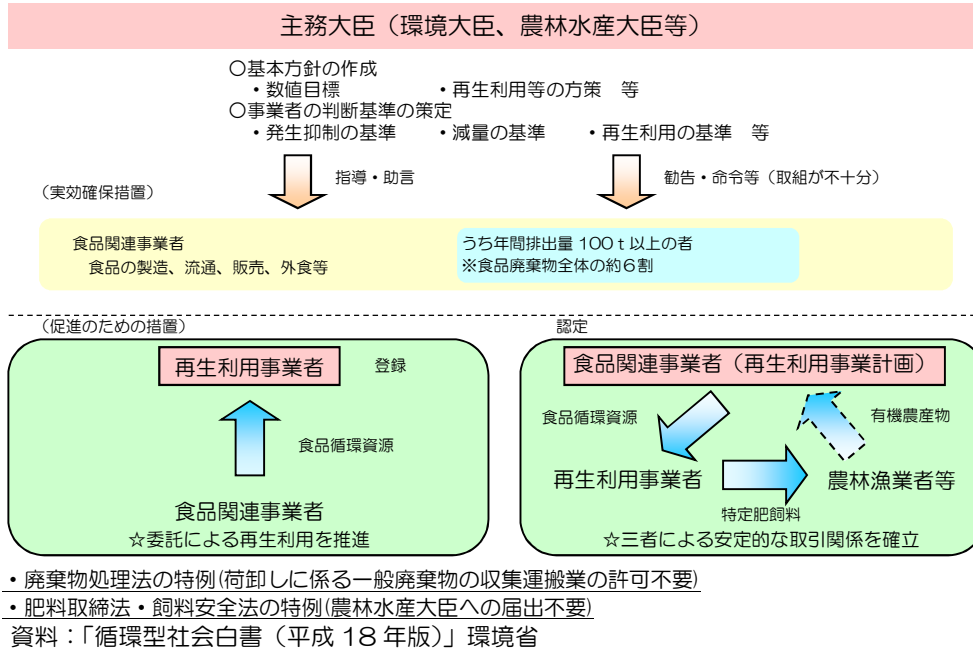 主務大臣（環境大臣、農林水産大臣等）
○基本方針の作成
・数値目標 ・再生利用等の方策 等
○事業者の判断基準の策定
・発生抑制の基準 ・減量の基準 ・再生利用の基準 等
指導・助言
勧告・命令等（取組が不十分）
（実効確保措置）
食品関連事業者
食品の製造、流通、販売、外食等
うち年間排出量 100ｔ以上の者
※食品廃棄物全体の約６割
（促進のための措置）
再生利用事業者
登録
食品循環資源
食品関連事業者
☆委託による再生利用を推進
認定
食品関連事業者（再生利用事業計画）
食品循環資源
有機農産物
再生利用事業者
農林漁業者等
特定肥飼料
☆三者による安定的な取引関係を確立
・廃棄物処理法の特例(荷卸しに係る一般廃棄物の収集運搬業の許可不要)
・肥料取締法・飼料安全法の特例(農林水産大臣への届出不要)
資料：「循環型社会白書（平成 18 年版）」環境省